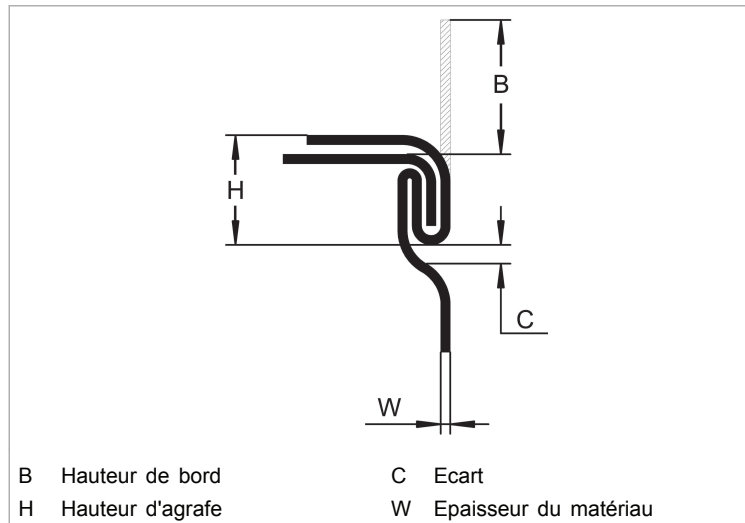 B
H
C
W
B Hauteur de bord
C Ecart
H Hauteur d'agrafe
W Epaisseur du matériau